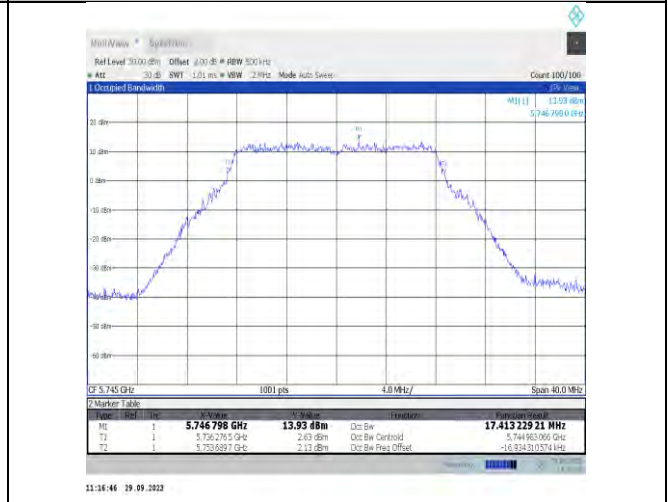 MultiView Spectrum
Ref Level 30.00 dBm Offset 2.00 dB RBW 500 kHz
Att 30 dB SWT 1.01 ms VBW 2 MHz Mode Auto Sweep Count 100/100
1 Occupied Bandwidth 1Pk View
M1[1] 13.93 dBm
5.746 798 0 GHz
20 dBm
M1
10 dBm
0 dBm
-10 dBm
-20 dBm
-30 dBm
-40 dBm
-50 dBm
-60 dBm
CF 5.745 GHz 1001 pts 4.0 MHz/ Span 40.0 MHz
2 Marker Table
Type Ref Trc X-Value Y-Value Function Function Result
M1 1 5.746 798 GHz 13.93 dBm Occ Bw 17.413 229 21 MHz
T1 1 5.736 276 5 GHz 2.63 dBm Occ Bw Centroid 5.744 983 066 GHz
T2 1 5.753 689 7 GHz 2.13 dBm Occ Bw Freq Offset -16.934 310 574 kHz
11:16:46 29.09.2023